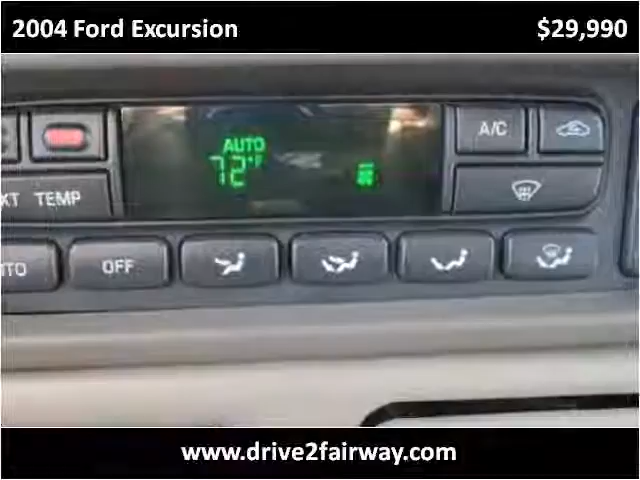 2004 Ford Excursion $29,990
AUTO
72°F
A/C
XT TEMP
TO OFF
www.drive2fairway.com